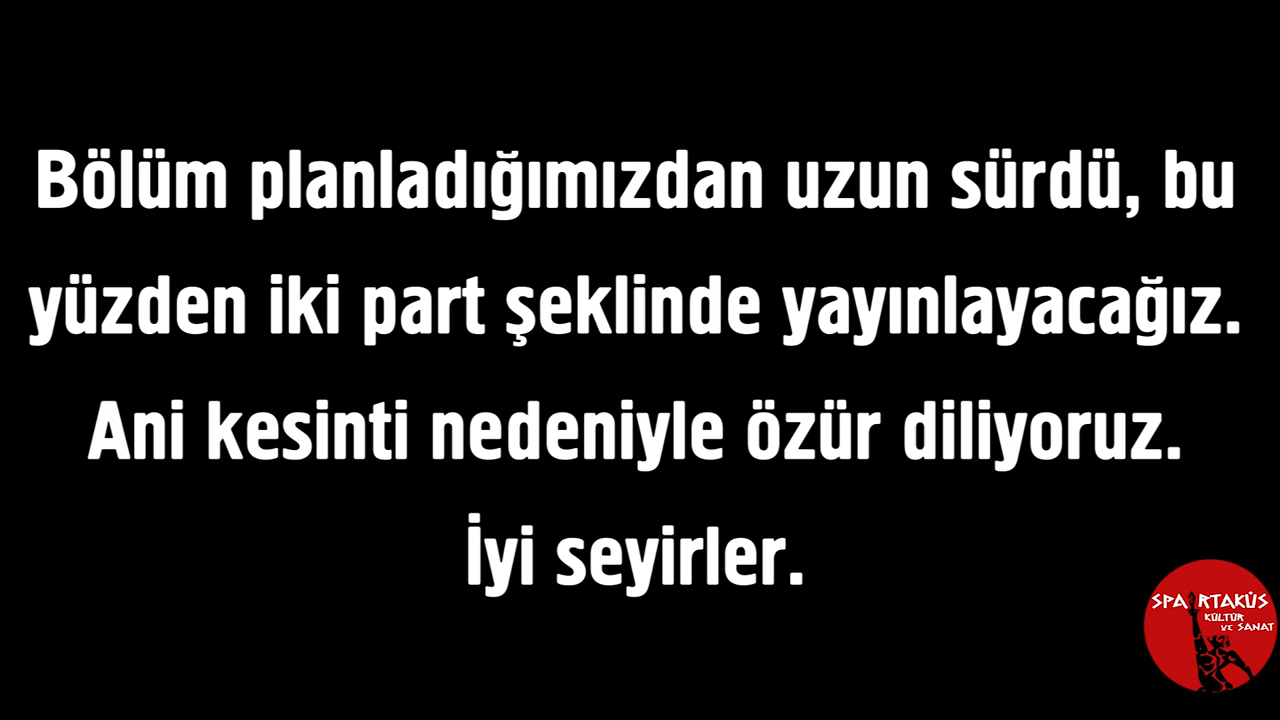 Bölüm planladığımızdan uzun sürdü, bu
yüzden iki part şeklinde yayınlayacağız.
Ani kesinti nedeniyle özür diliyoruz.
İyi seyirler.
SPARTAKÜS
KÜLTÜR
VE SANAT